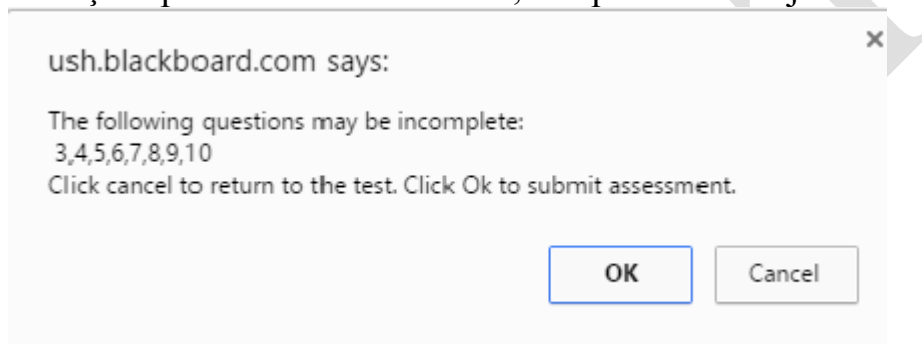 ush.blackboard.com says:
The following questions may be incomplete:
3,4,5,6,7,8,9,10
Click cancel to return to the test. Click Ok to submit assessment.
OK
Cancel